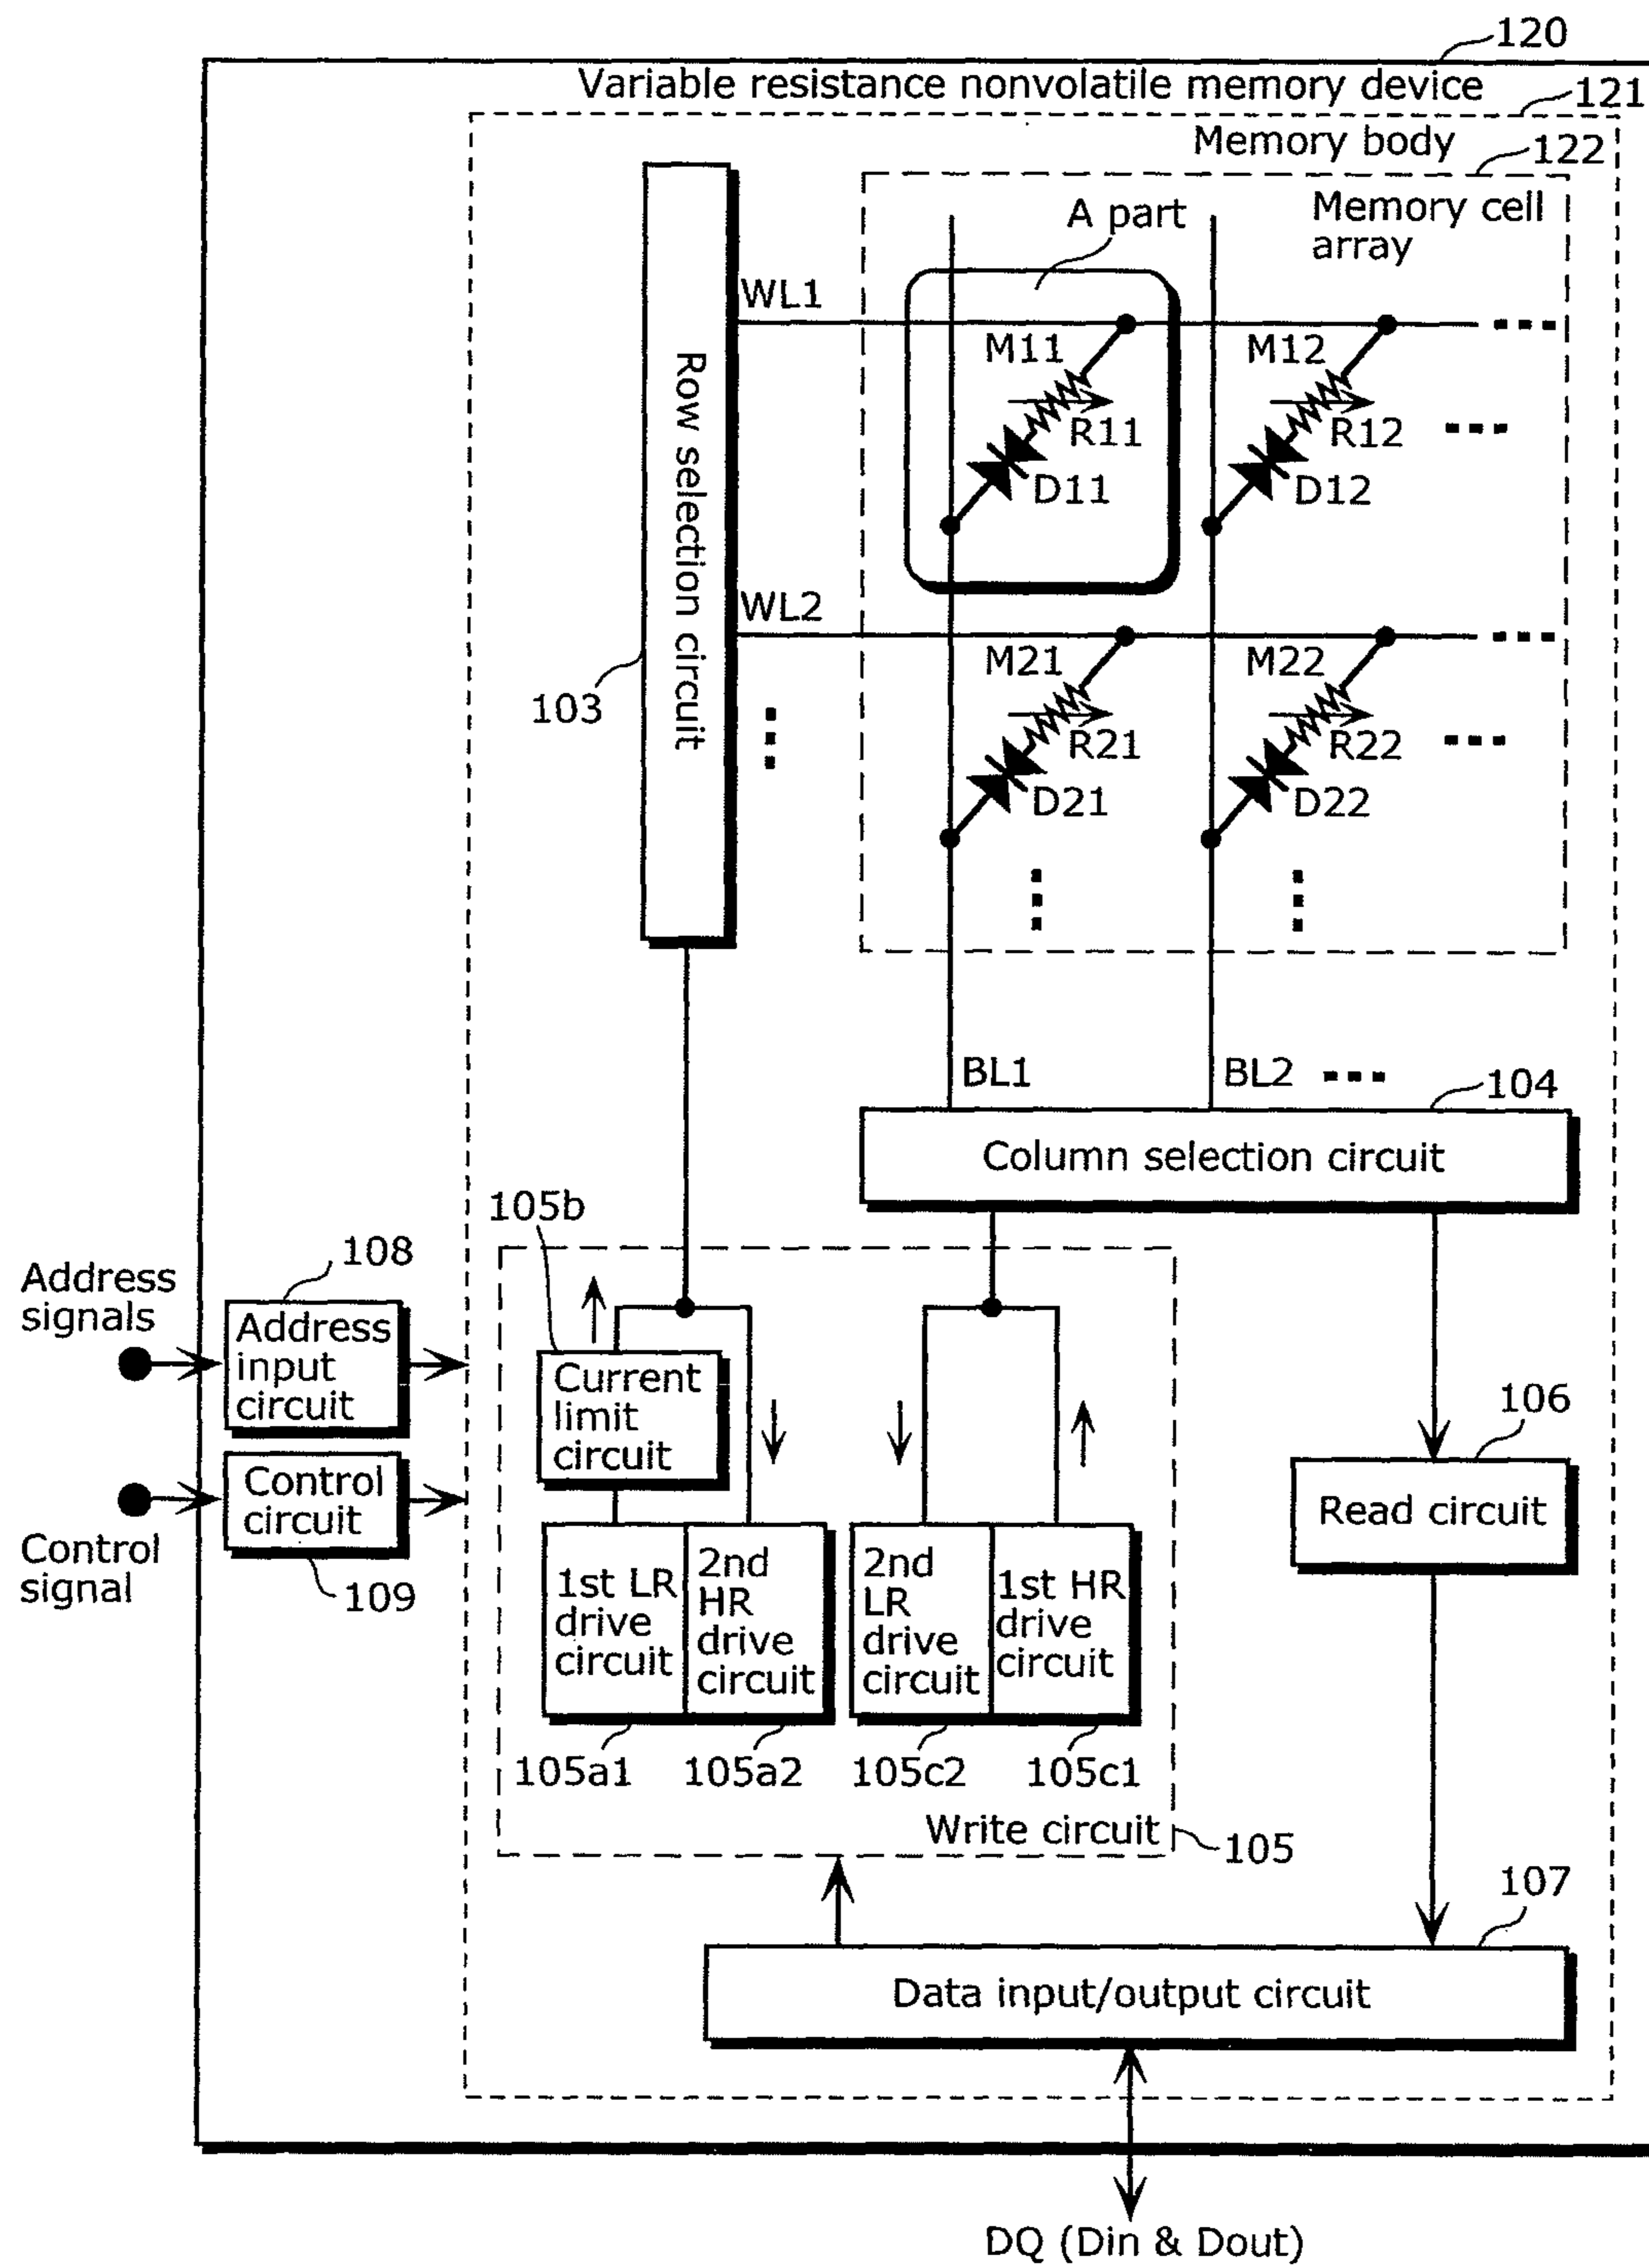 120
Variable resistance nonvolatile memory device
121
Memory body
122
A part
Memory cell
array
WL1
M11
M12
R11
R12
D11
D12
Row selection circuit
WL2
M21
M22
103
R21
R22
D21
D22
BL1
BL2
104
Column selection circuit
105b
108
Address
signals
Address
input
circuit
Current
limit
circuit
106
Control
circuit
Read circuit
Control
signal
109
1st LR
drive
circuit
2nd
HR
drive
circuit
2nd
LR
drive
circuit
1st HR
drive
circuit
105a1
105a2
105c2
105c1
Write circuit
105
107
Data input/output circuit
DQ (Din & Dout)